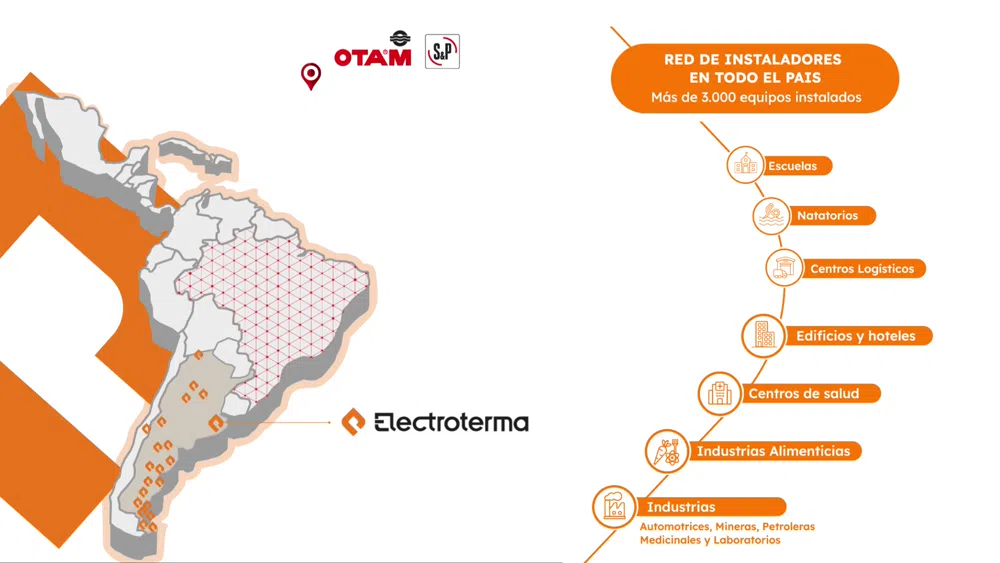 OTAM
S&P
RED DE INSTALADORES
EN TODO EL PAIS
Más de 3.000 equipos instalados
Escuelas
Natatorios
Centros Logísticos
Edificios y hoteles
Electroterma
Centros de salud
Industrias Alimenticias
Industrias
Automotrices, Mineras, Petroleras
Medicinales y Laboratorios